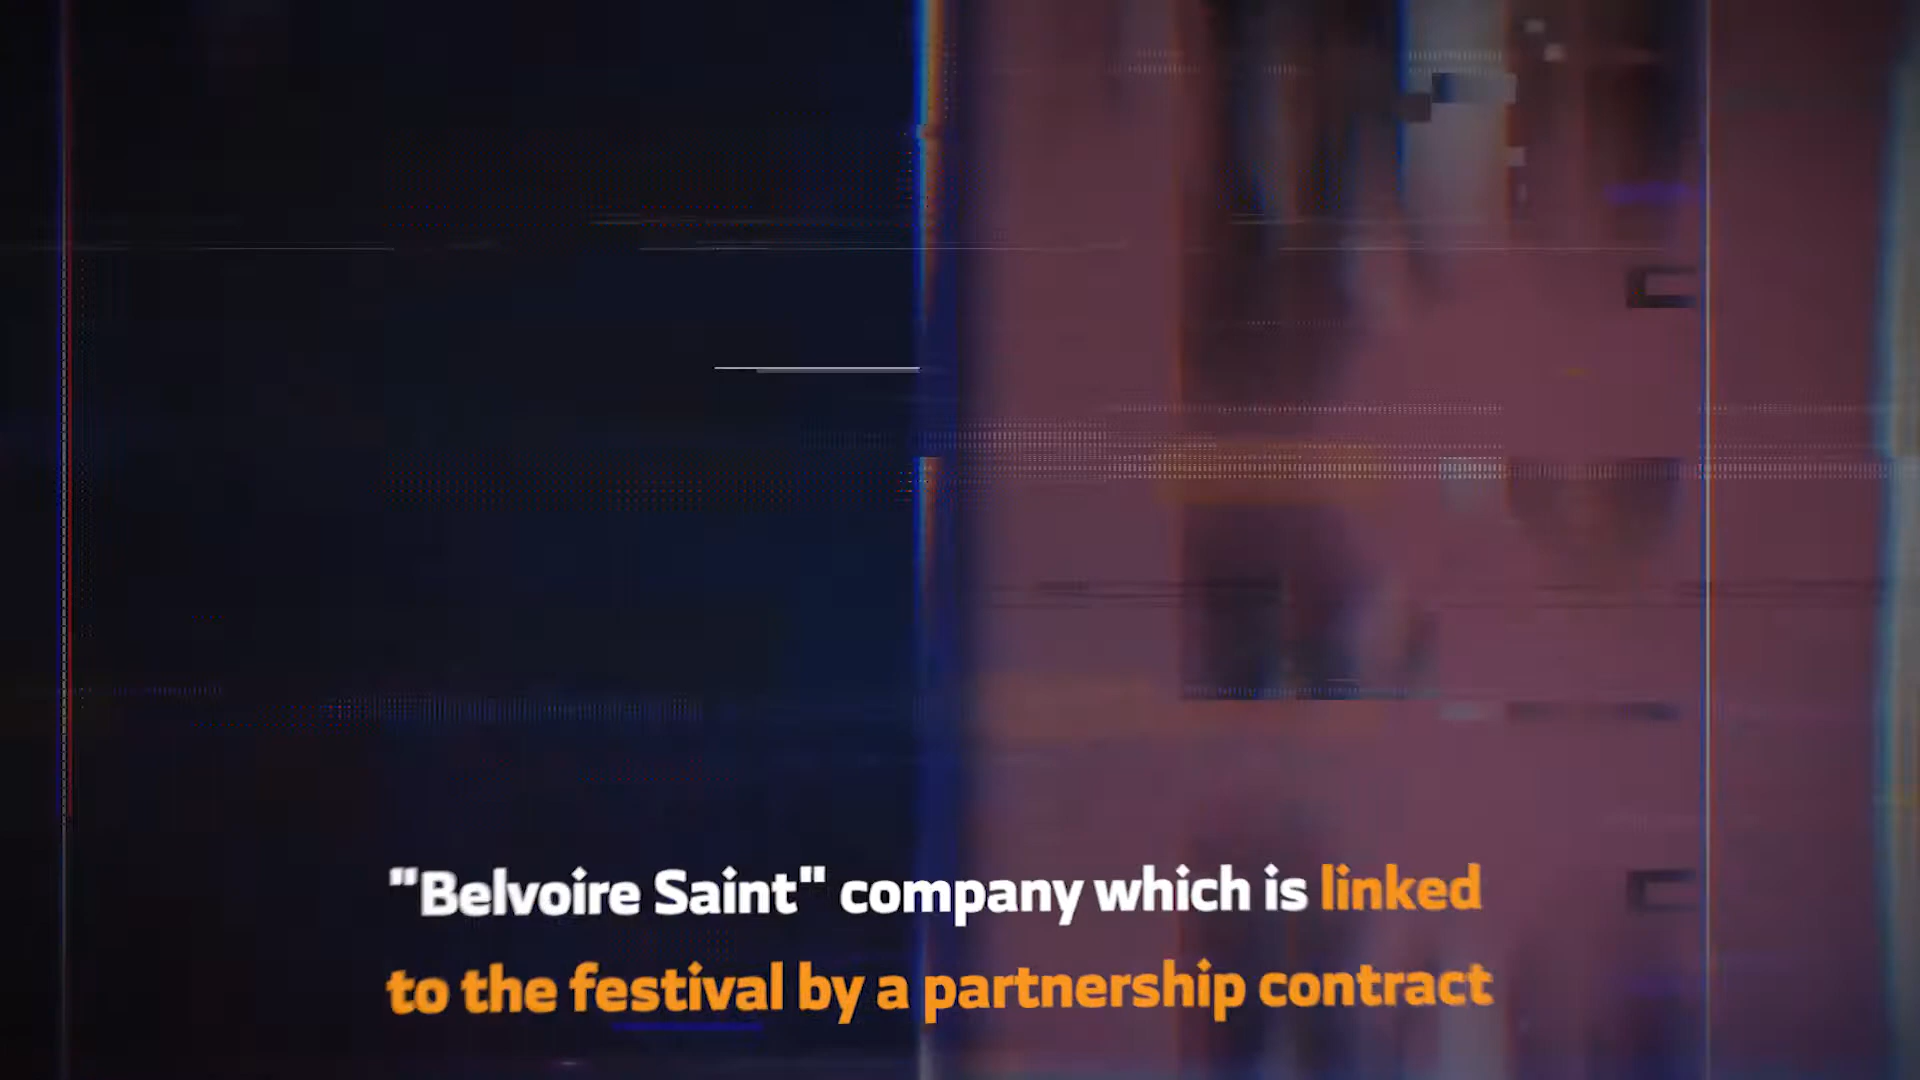 "Belvoire Saint" company which is linked
to the festival by a partnership contract